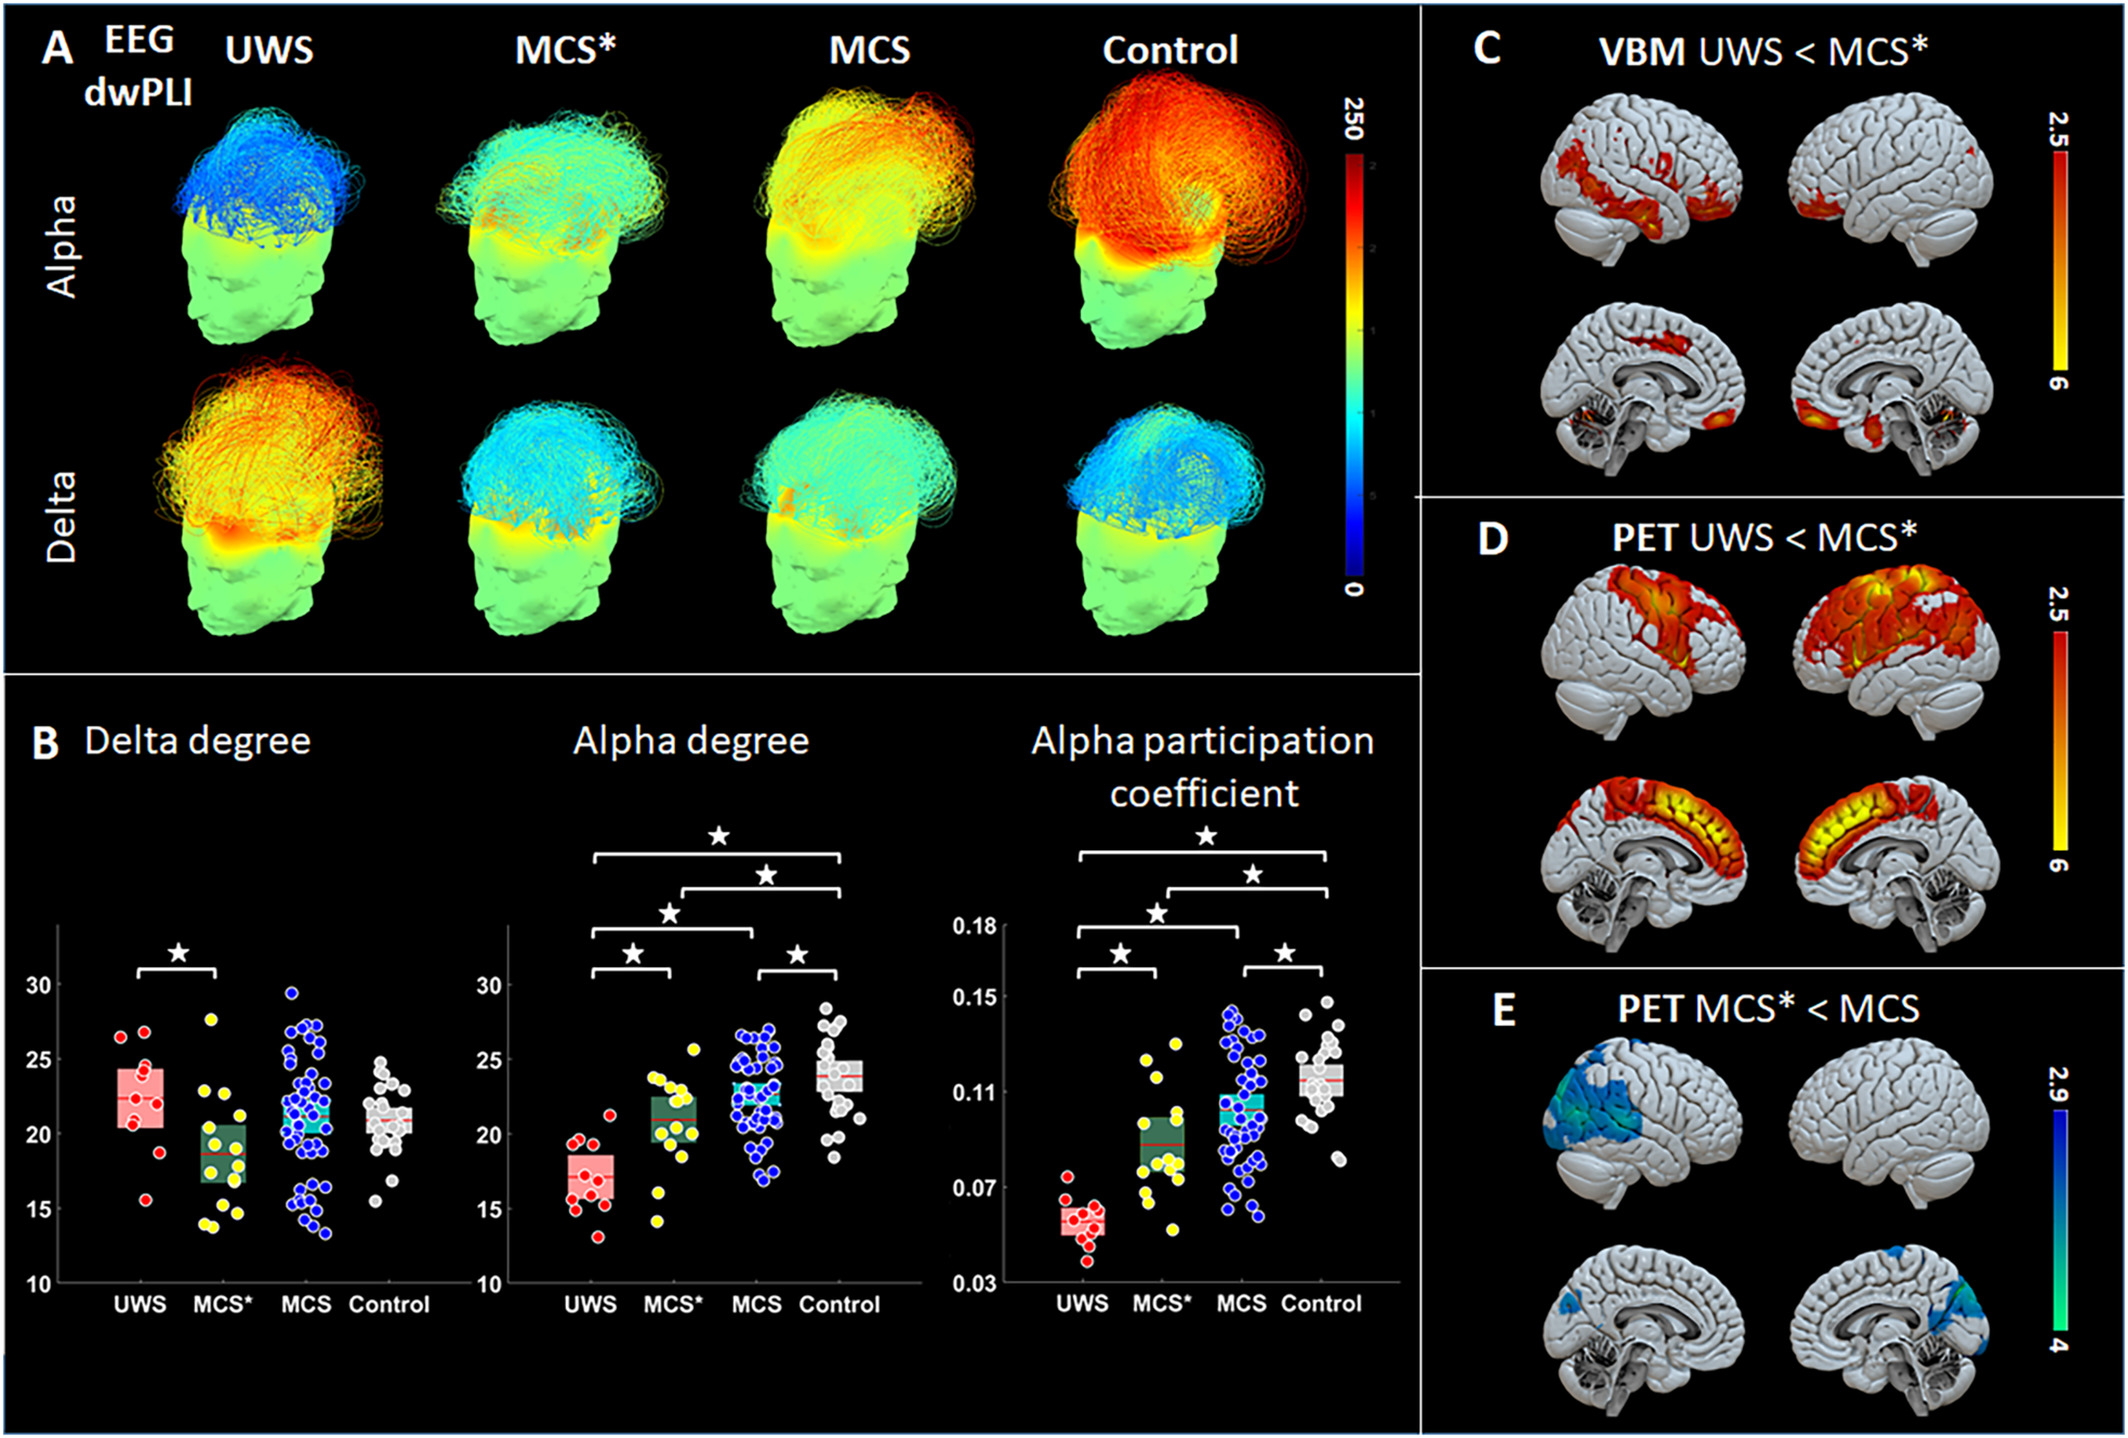 A
EEG
dwPLI
UWS
MCS*
MCS
Control
Alpha
Delta
250
0
B
Delta degree
30
25
20
15
10
UWS MCS* MCS Control
Alpha degree
30
25
20
15
10
UWS MCS* MCS Control
Alpha participation
coefficient
0.18
0.15
0.11
0.07
0.03
UWS MCS* MCS Control
C
VBM UWS < MCS*
2.5
6
D
PET UWS < MCS*
2.5
6
E
PET MCS* < MCS
2.9
4